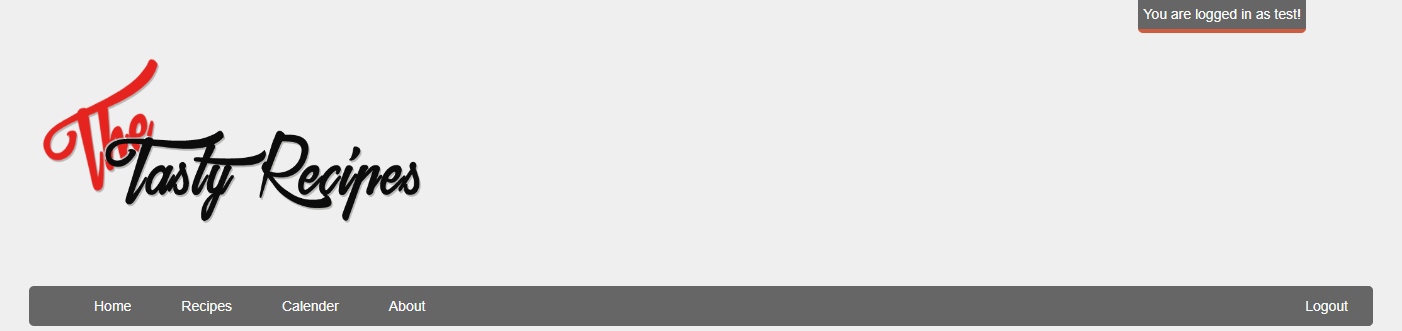 You are logged in as test!
The
Tasty Recipes
Home Recipes Calender About Logout